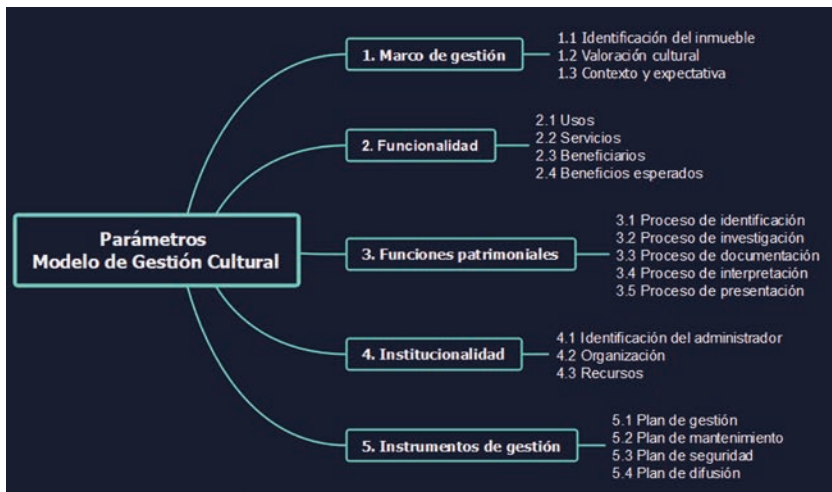 Parámetros
Modelo de Gestión Cultural
1. Marco de gestión
1.1 Identificación del inmueble
1.2 Valoración cultural
1.3 Contexto y expectativa
2. Funcionalidad
2.1 Usos
2.2 Servicios
2.3 Beneficiarios
2.4 Beneficios esperados
3. Funciones patrimoniales
3.1 Proceso de identificación
3.2 Proceso de investigación
3.3 Proceso de documentación
3.4 Proceso de interpretación
3.5 Proceso de presentación
4. Institucionalidad
4.1 Identificación del administrador
4.2 Organización
4.3 Recursos
5. Instrumentos de gestión
5.1 Plan de gestión
5.2 Plan de mantenimiento
5.3 Plan de seguridad
5.4 Plan de difusión